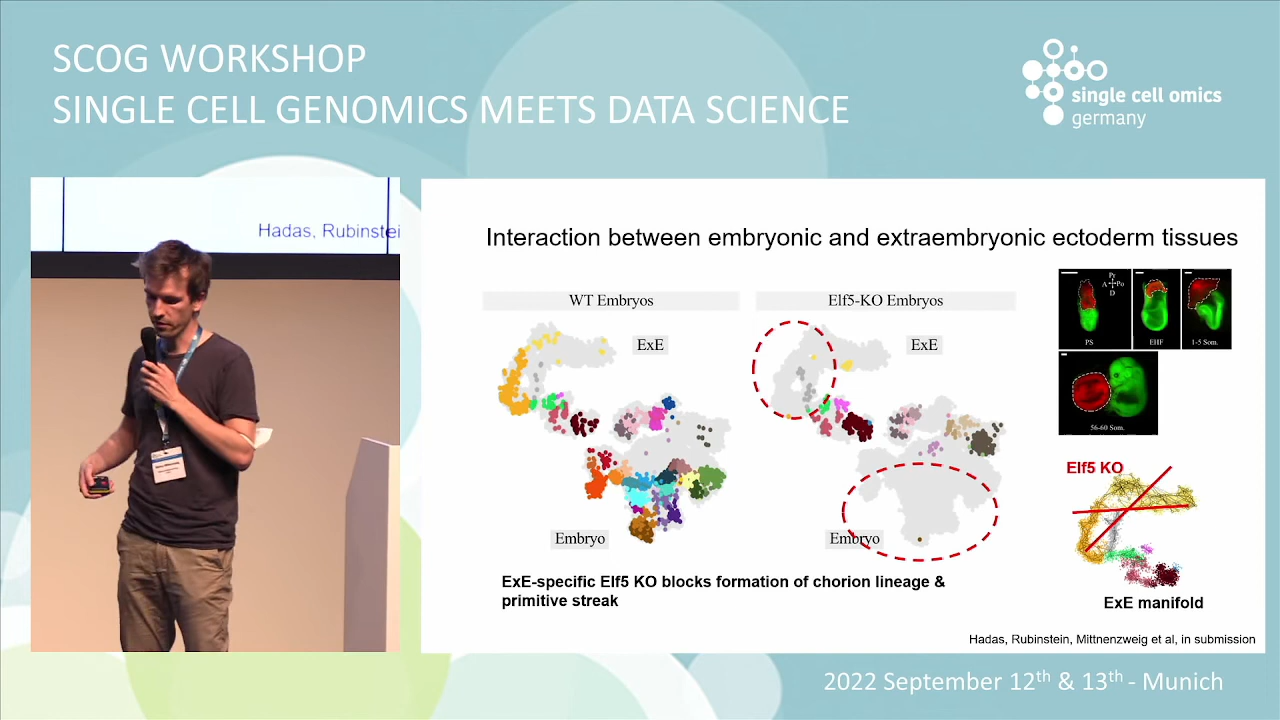 SCOG WORKSHOP
SINGLE CELL GENOMICS MEETS DATA SCIENCE
single cell omics
germany
Hadas, Rubinstei
Interaction between embryonic and extraembryonic ectoderm tissues
WT Embryos
Elf5-KO Embryos
ExE
ExE
Embryo
Embryo
Pr
A Po
D
PS
EHF
1-5 Som.
56-60 Som.
Elf5 KO
ExE manifold
ExE-specific Elf5 KO blocks formation of chorion lineage &
primitive streak
Hadas, Rubinstein, Mittnenzweig et al, in submission
2022 September 12th & 13th - Munich